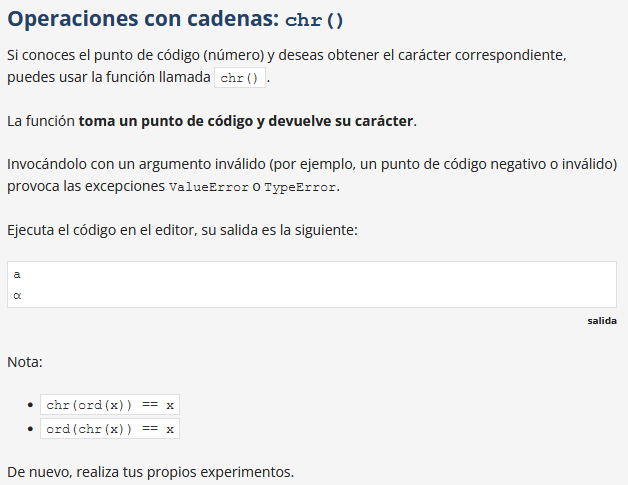 Operaciones con cadenas: chr()
Si conoces el punto de código (número) y deseas obtener el carácter correspondiente,
puedes usar la función llamada chr().
La función toma un punto de código y devuelve su carácter.
Invocándolo con un argumento inválido (por ejemplo, un punto de código negativo o inválido)
provoca las excepciones ValueError o TypeError.
Ejecuta el código en el editor, su salida es la siguiente:
a
α
salida
Nota:
• chr(ord(x)) == x
• ord(chr(x)) == x
De nuevo, realiza tus propios experimentos.